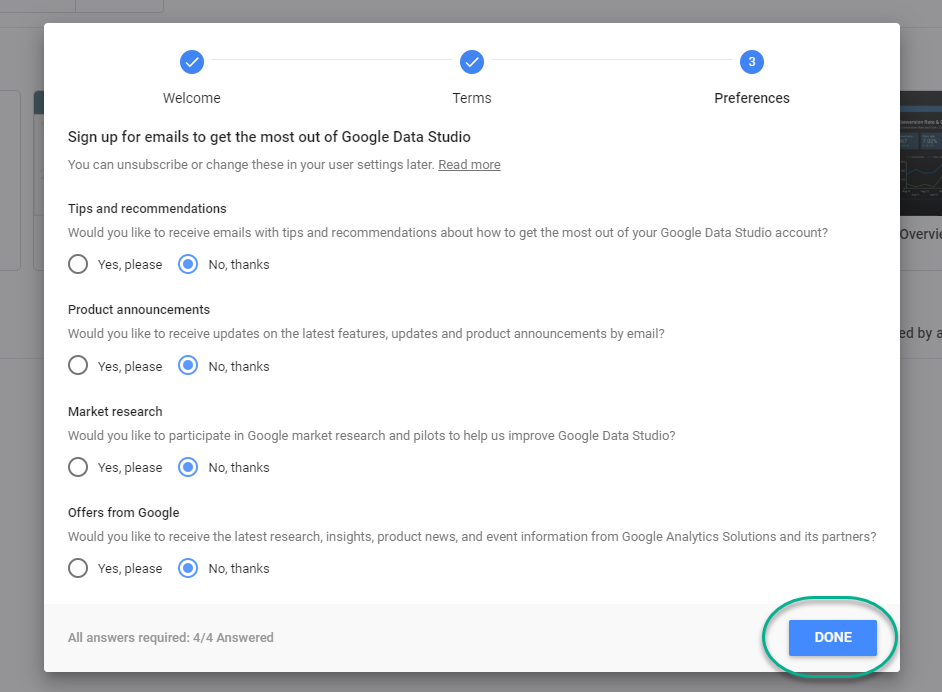 3
Welcome
Terms
Preferences
Sign up for emails to get the most out of Google Data Studio
You can unsubscribe or change these in your user settings later. Read more
Tips and recommendations
Would you like to receive emails with tips and recommendations about how to get the most out of your Google Data Studio account?
Yes, please No, thanks
Product announcements
Would you like to receive updates on the latest features, updates and product announcements by email?
Yes, please No, thanks
Market research
Would you like to participate in Google market research and pilots to help us improve Google Data Studio?
Yes, please No, thanks
Offers from Google
Would you like to receive the latest research, insights, product news, and event information from Google Analytics Solutions and its partners?
Yes, please No, thanks
All answers required: 4/4 Answered
DONE
Overvie
ed by a